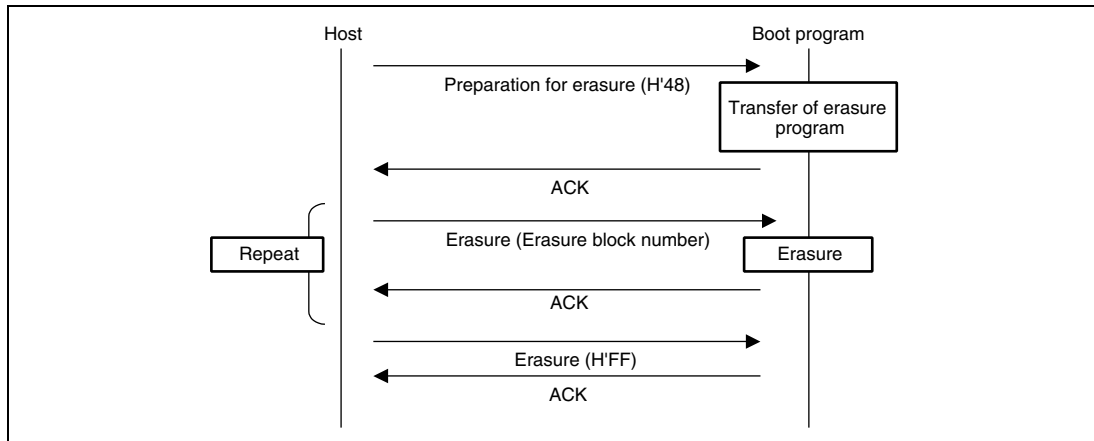 Host
Boot program
Preparation for erasure (H'48)
Transfer of erasure
program
ACK
Erasure (Erasure block number)
Repeat
Erasure
ACK
Erasure (H'FF)
ACK